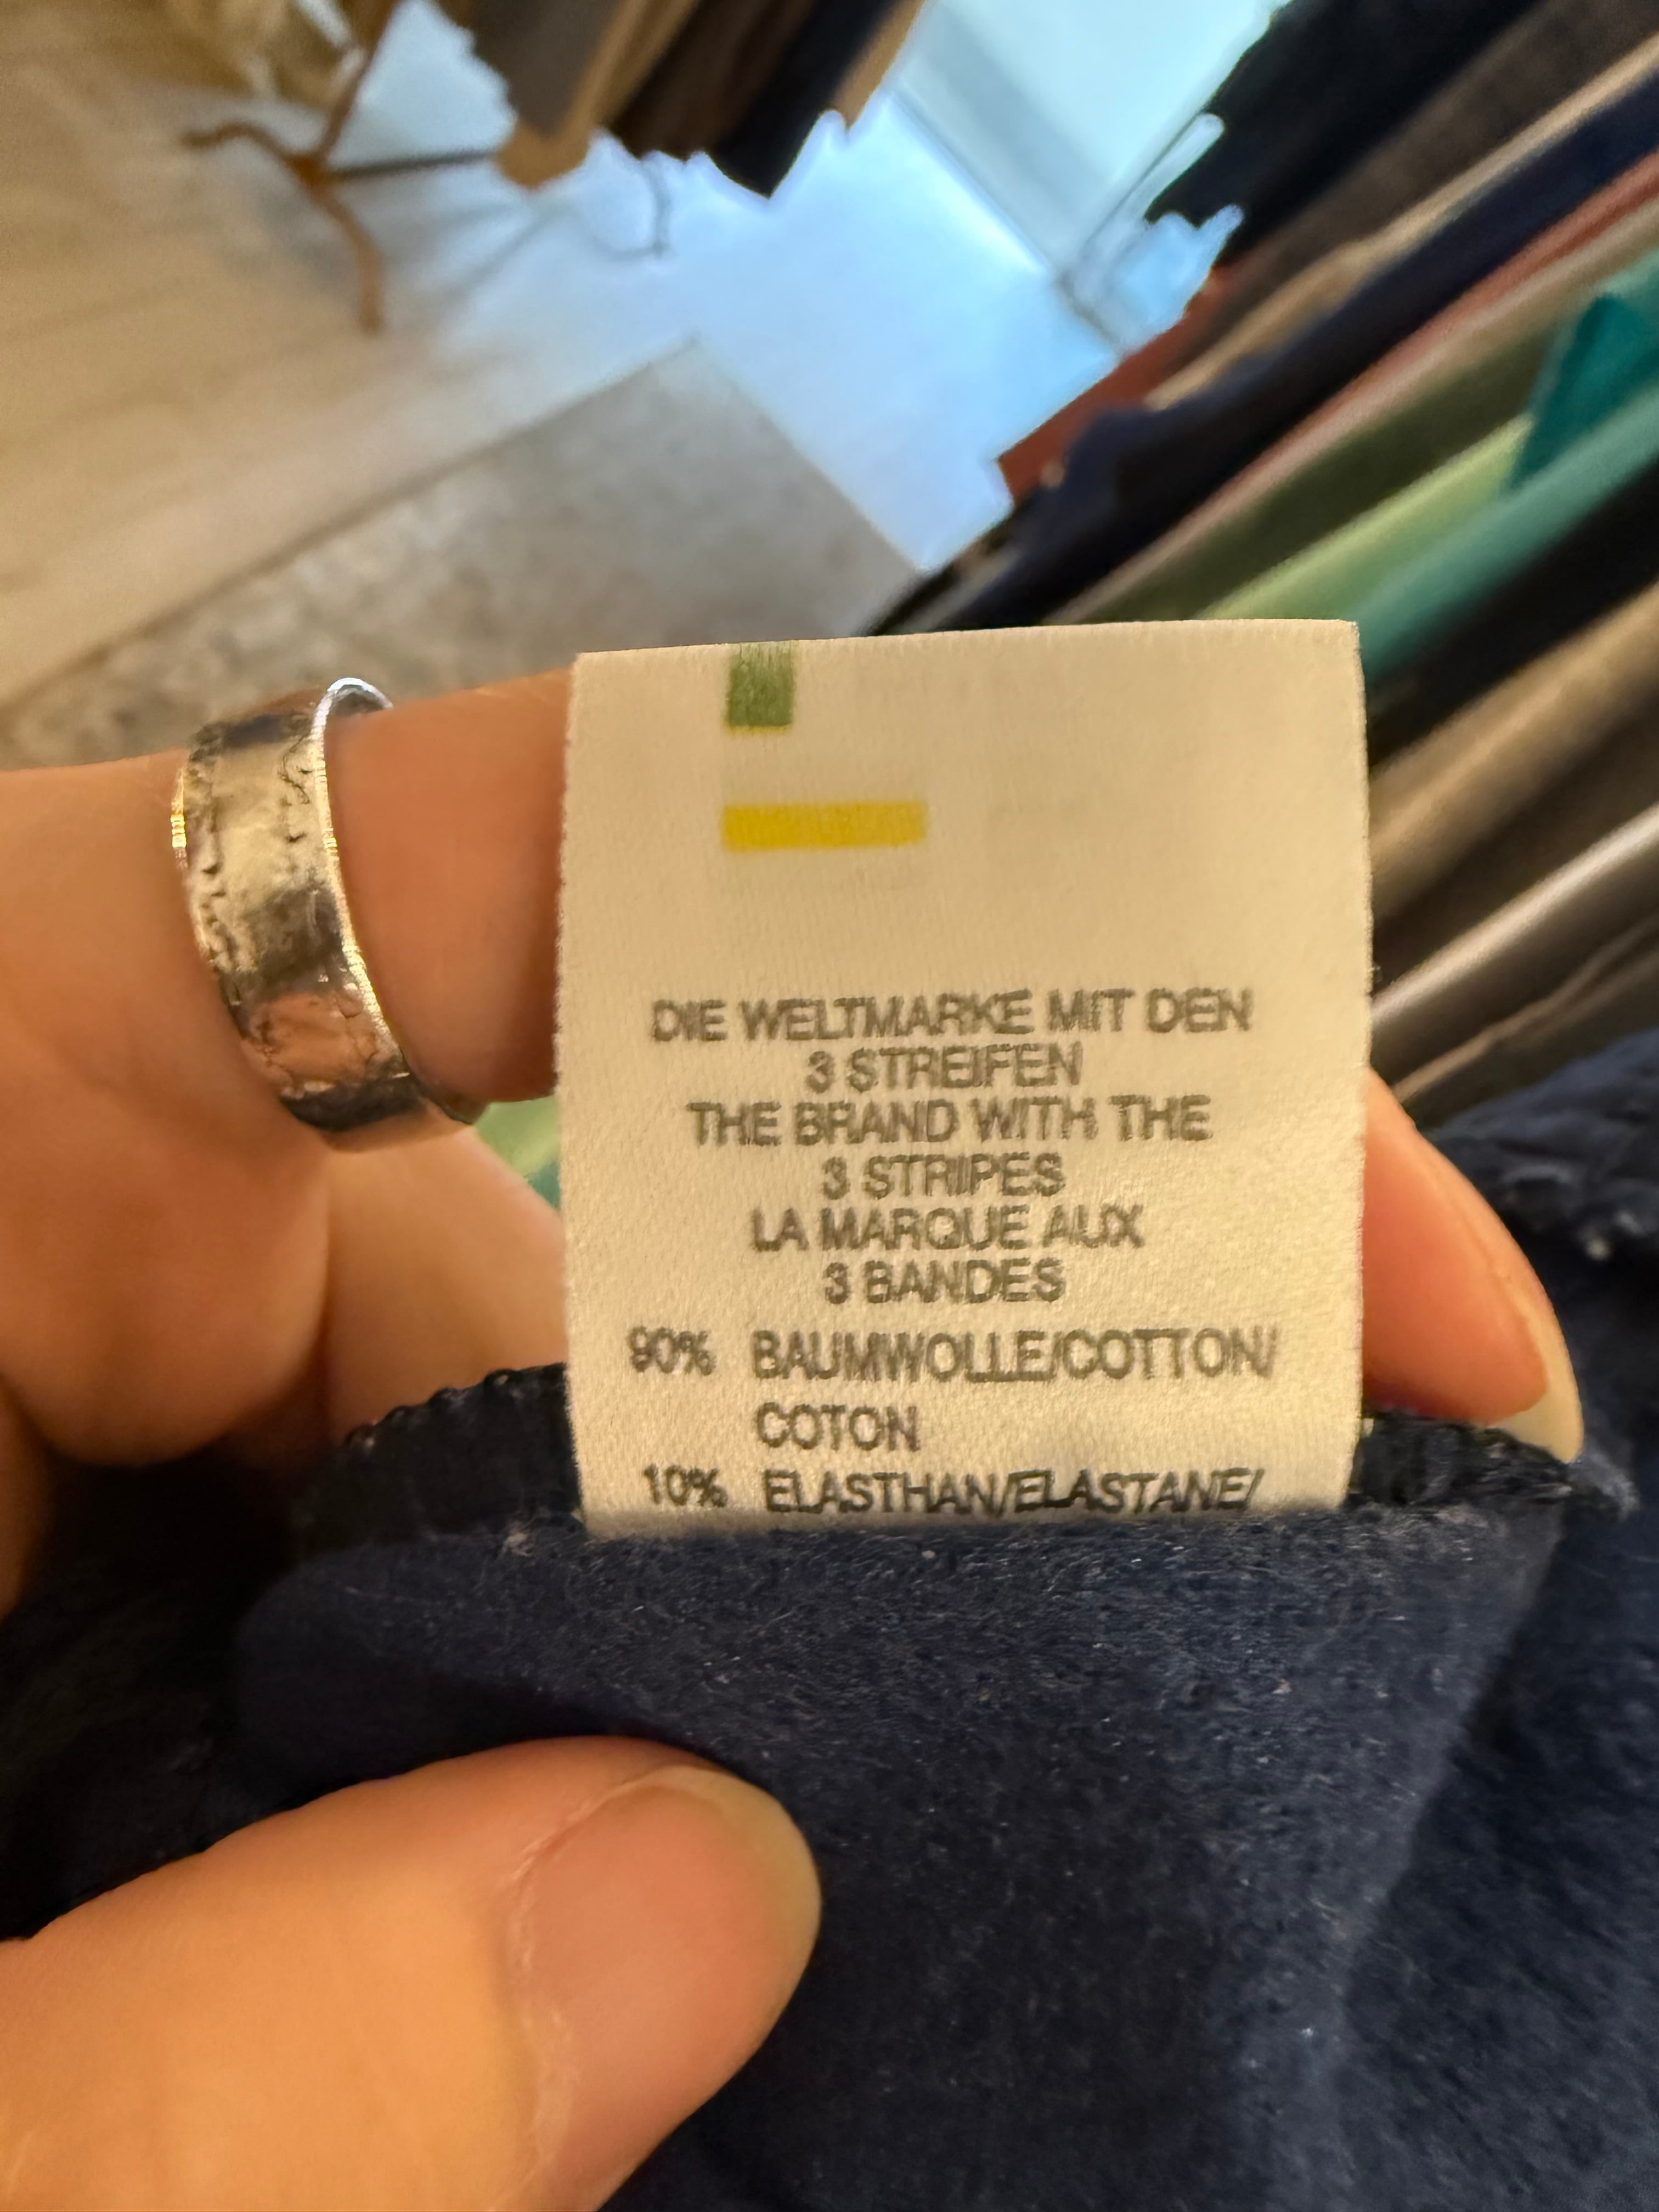 DIE WELTMARKE MIT DEN
3 STREIFEN
THE BRAND WITH THE
3 STRIPES
LA MARQUE AUX
3 BANDES
90% BAUMWOLLE/COTTON/
COTON
10% ELASTHAN/ELASTANE/